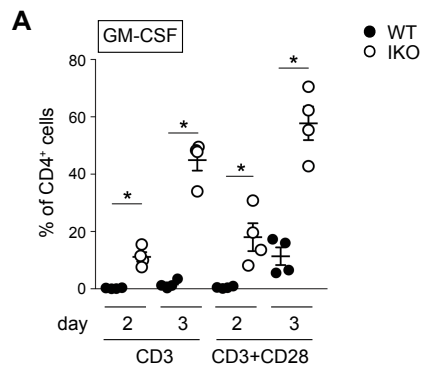 A
GM-CSF
WT
IKO
% of CD4⁺ cells
80
60
40
20
0
* * * *
day 2 3 2 3
CD3 CD3+CD28